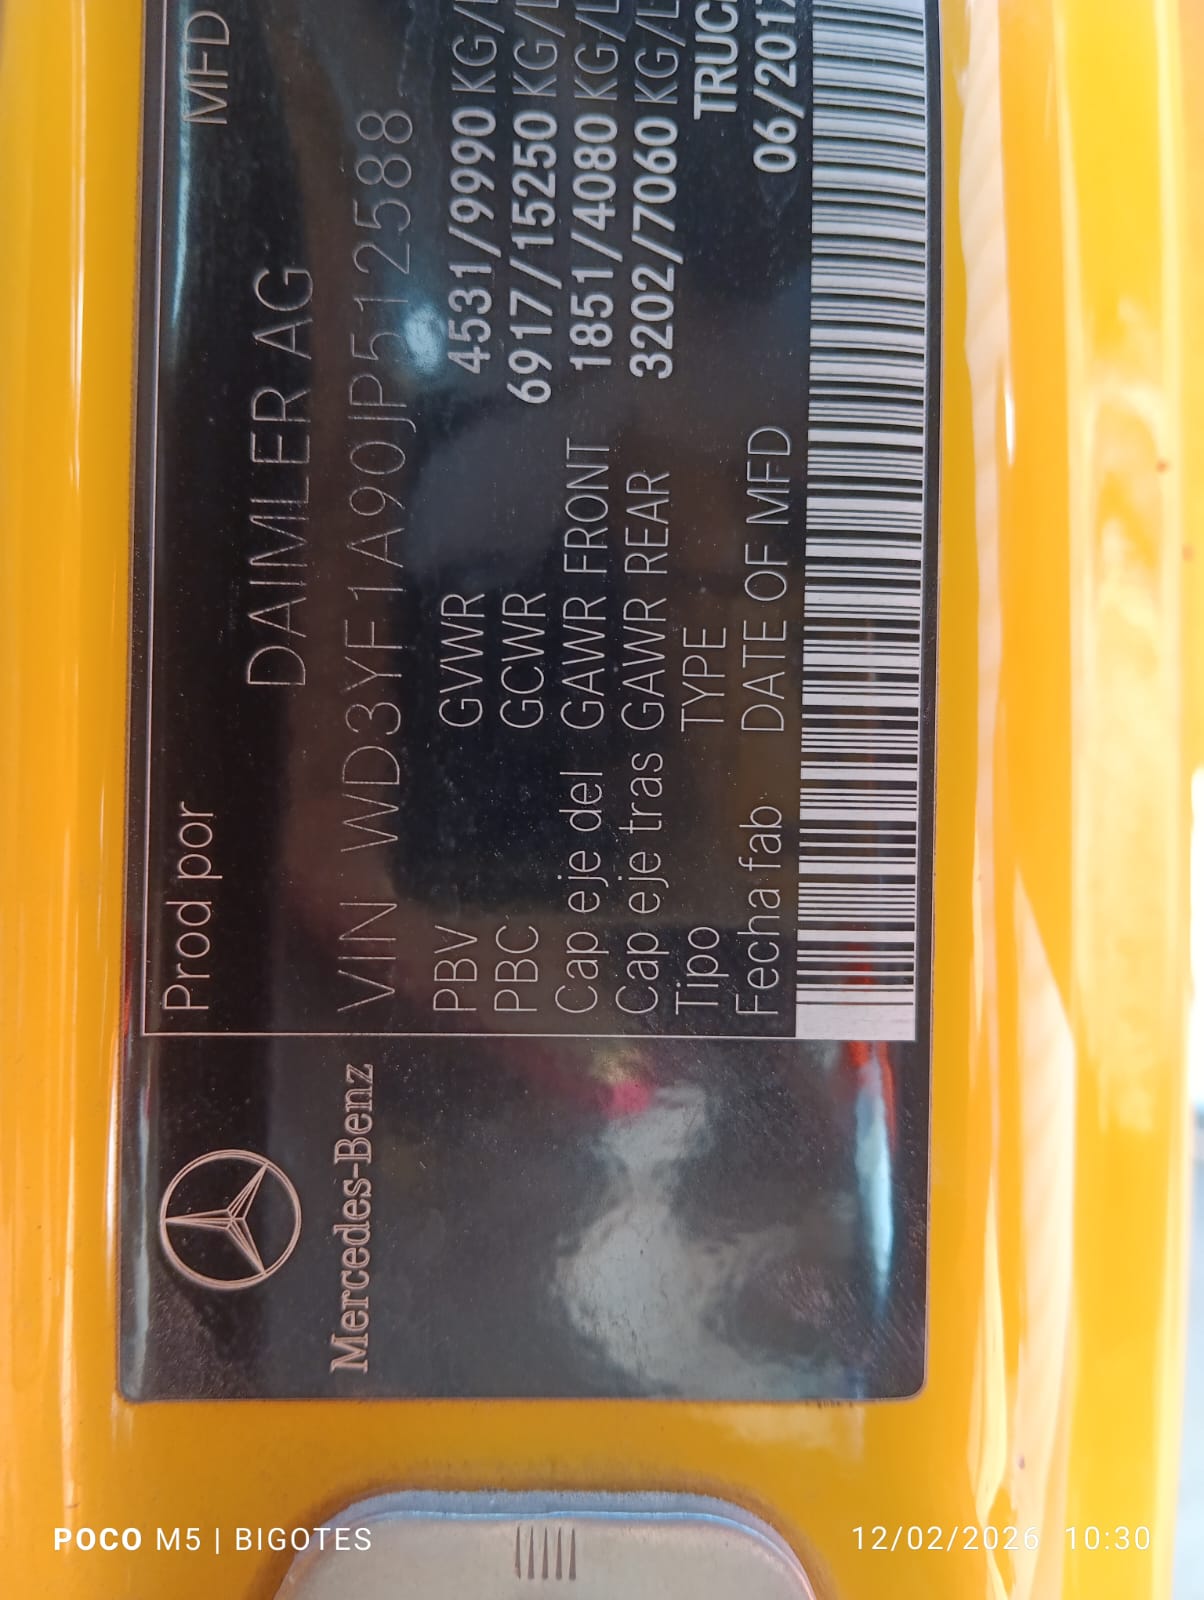 Prod por MFD
DAIMLER AG
VIN WD3YF1A90JP512588
PBV GVWR 4531/9990 KG/
PBC GCWR 6917/15250 KG/
Cap eje del GAWR FRONT 1851/4080 KG/
Cap eje tras GAWR REAR 3202/7060 KG/
Tipo TYPE TRUC
Fecha fab DATE OF MFD 06/2017
Mercedes-Benz
POCO M5 | BIGOTES
12/02/2026 10:30